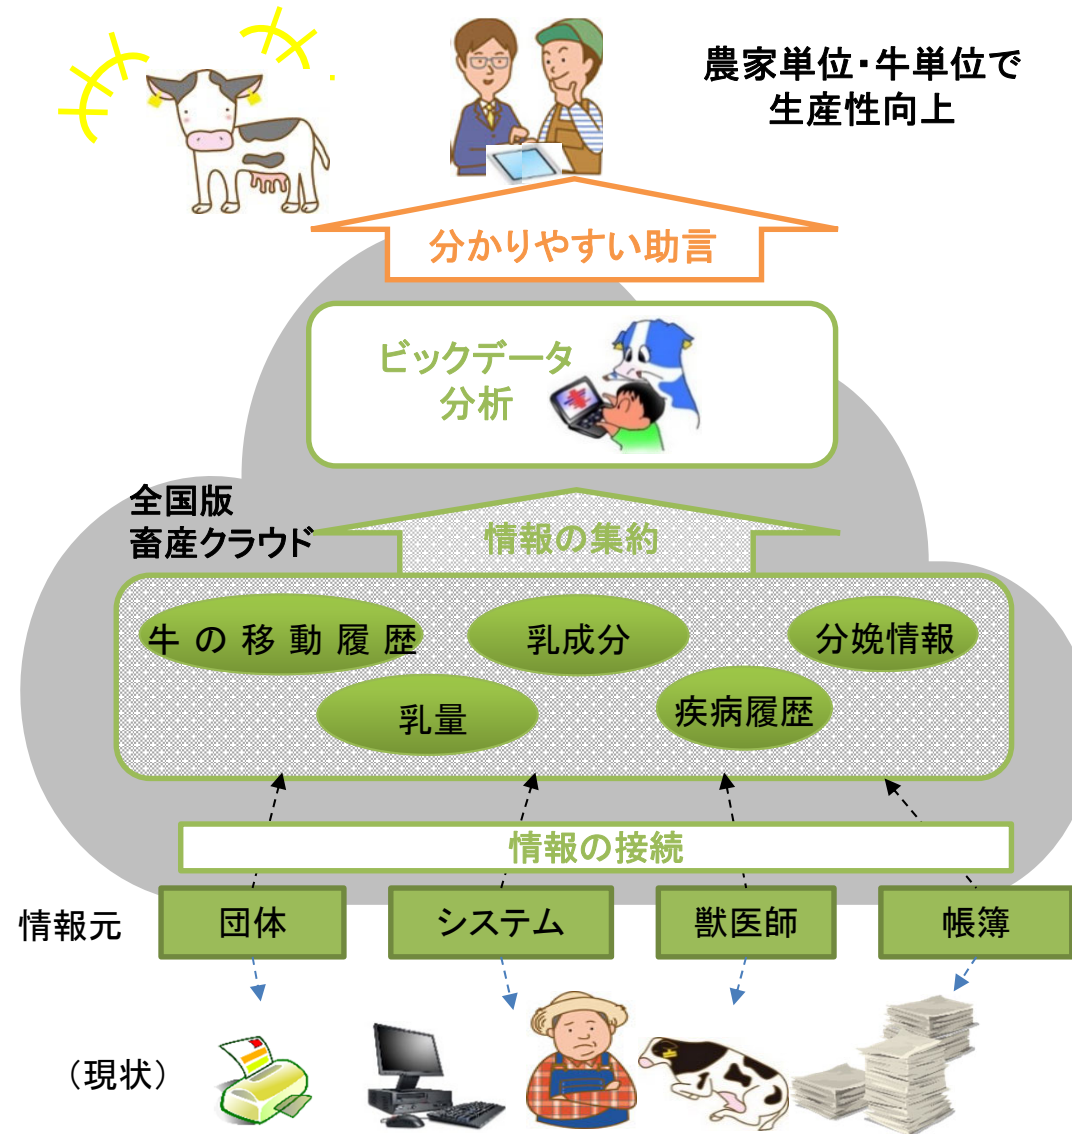 農家単位・牛単位で
生産性向上
分かりやすい助言
ビックデータ
分析
全国版
畜産クラウド
情報の集約
牛の移動履歴
乳成分
分娩情報
乳量
疾病履歴
情報の接続
情報元
団体
システム
獣医師
帳簿
（現状）